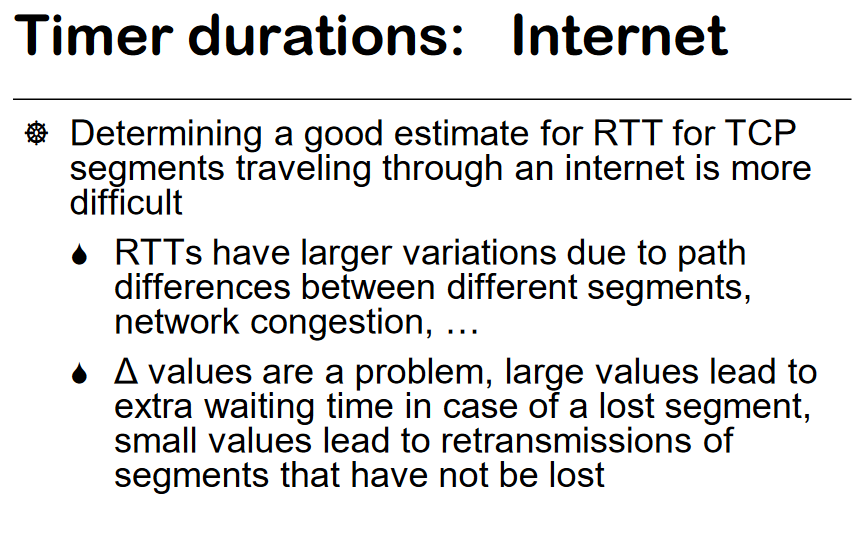 Timer durations: Internet
Determining a good estimate for RTT for TCP
segments traveling through an internet is more
difficult
RTTs have larger variations due to path
differences between different segments,
network congestion, …
Δ values are a problem, large values lead to
extra waiting time in case of a lost segment,
small values lead to retransmissions of
segments that have not be lost